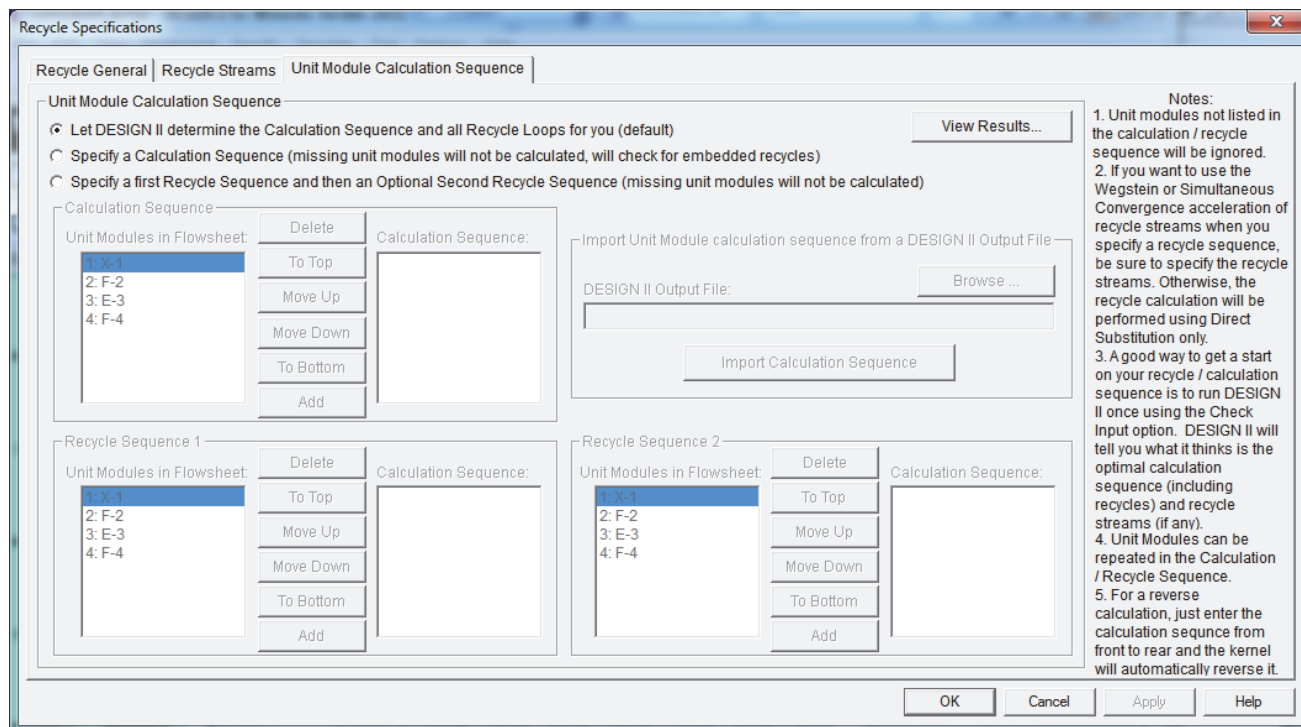 Recycle Specifications
Recycle General
Recycle Streams
Unit Module Calculation Sequence
Unit Module Calculation Sequence
Let DESIGN II determine the Calculation Sequence and all Recycle Loops for you (default)
View Results...
Specify a Calculation Sequence (missing unit modules will not be calculated, will check for embedded recycles)
Specify a first Recycle Sequence and then an Optional Second Recycle Sequence (missing unit modules will not be calculated)
Calculation Sequence
Unit Modules in Flowsheet:
1: X-1
2: F-2
3: E-3
4: F-4
Delete
To Top
Move Up
Move Down
To Bottom
Add
Calculation Sequence:
Import Unit Module calculation sequence from a DESIGN II Output File
DESIGN II Output File:
Browse ...
Import Calculation Sequence
Recycle Sequence 1
Unit Modules in Flowsheet:
1: X-1
2: F-2
3: E-3
4: F-4
Delete
To Top
Move Up
Move Down
To Bottom
Add
Calculation Sequence:
Recycle Sequence 2
Unit Modules in Flowsheet:
1: X-1
2: F-2
3: E-3
4: F-4
Delete
To Top
Move Up
Move Down
To Bottom
Add
Calculation Sequence:
Notes:
1. Unit modules not listed in
the calculation / recycle
sequence will be ignored.
2. If you want to use the
Wegstein or Simultaneous
Convergence acceleration of
recycle streams when you
specify a recycle sequence,
be sure to specify the recycle
streams. Otherwise, the
recycle calculation will be
performed using Direct
Substitution only.
3. A good way to get a start
on your recycle / calculation
sequence is to run DESIGN
II once using the Check
Input option. DESIGN II will
tell you what it thinks is the
optimal calculation
sequence (including
recycles) and recycle
streams (if any).
4. Unit Modules can be
repeated in the Calculation
/ Recycle Sequence.
5. For a reverse
calculation, just enter the
calculation sequnce from
front to rear and the kernel
will automatically reverse it.
OK
Cancel
Apply
Help